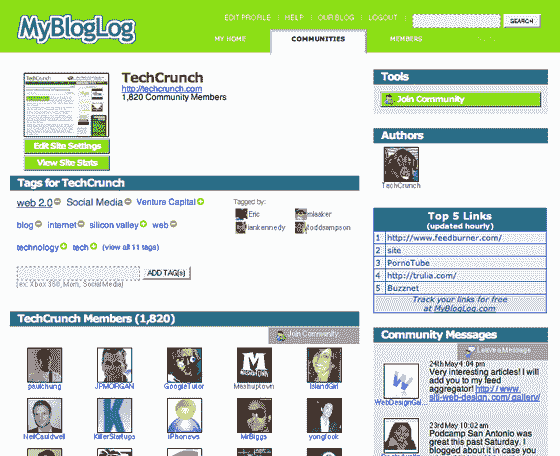 MyBlogLog
EDIT PROFILE | HELP | OUR BLOG | LOGOUT | SEARCH
MY HOME COMMUNITIES MEMBERS
TechCrunch
http://techcrunch.com
1,820 Community Members
Edit Site Settings
View Site Stats
Tags for TechCrunch
web 2.0 Social Media Venture Capital
blog internet silicon valley web
technology tech (view all 11 tags)
Tagged by:
Eric
iankennedy toddsampson
ADD TAG(s)
(ex. Xbox 360, Mom, SocialMedia)
TechCrunch Members (1,820)
Join Community
paulchung JPMORGAN GoogleTutor MashupTown IslandGirl
NeilCauldwell KillerStartups iPhonews MrBiggs yonglook
Tools
Join Community
Authors
TechCrunch
Top 5 Links
(updated hourly)
1 http://www.feedburner.com/
2 site
3 PornoTube
4 http://trulia.com/
5 Buzznet
Track your links for free
at MyBlogLog.com
Community Messages
Leave a Message
24th May 4:04 pm
Very interesting articles! I will
add you to my feed
aggregator! http://www.
siti-web-design.com/gallery/
WebDesignGal...
23rd May 10:02 am
Podcamp San Antonio was
great this past Saturday. I
blogged about it in case you